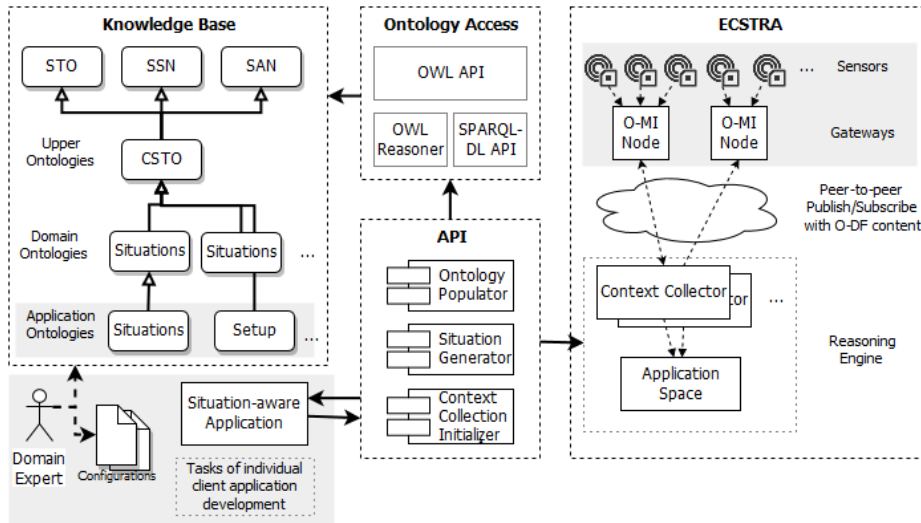 Knowledge Base
STO
SSN
SAN
Upper
Ontologies
CSTO
Domain
Ontologies
Situations
Situations
...
Application
Ontologies
Situations
Setup
...
Domain
Expert
Configurations
Situation-aware
Application
Tasks of individual
client application
development
Ontology Access
OWL API
OWL
Reasoner
SPARQL-
DL API
API
Ontology
Populator
Situation
Generator
Context
Collection
Initializer
ECSTRA
...
Sensors
O-MI
Node
O-MI
Node
Gateways
Peer-to-peer
Publish/Subscribe
with O-DF content
Context Collector
tor
...
Reasoning
Engine
Application
Space